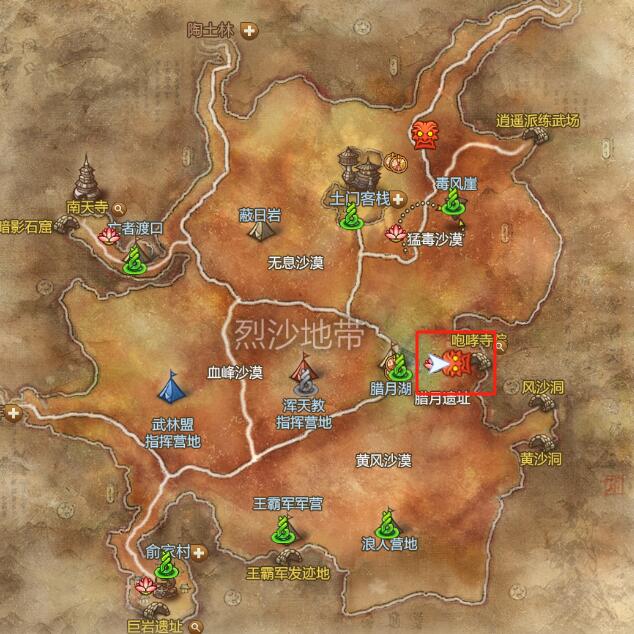 陶土林
逍遥派练武场
毒风崖
南天寺
土门客栈
暗影石窟
亡者渡口
蔽日岩
猛毒沙漠
无息沙漠
烈沙地带
咆哮寺院
血峰沙漠
腊月湖
腊月遗址
风沙洞
浑天教
指挥营地
武林盟
指挥营地
黄风沙漠
黄沙洞
王霸军军营
浪人营地
俞家村
王霸军发迹地
巨岩遗址